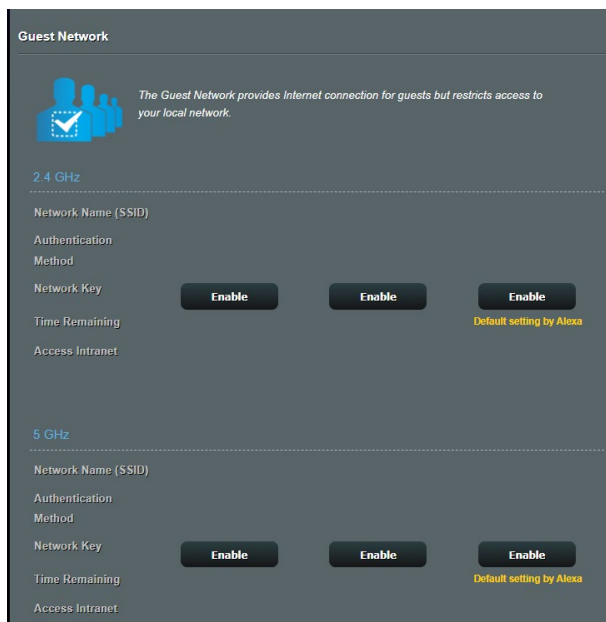 Guest Network
The Guest Network provides Internet connection for guests but restricts access to
your local network.
2.4 GHz
Network Name (SSID)
Authentication
Method
Network Key
Enable Enable Enable
Time Remaining
Default setting by Alexa
Access Intranet
5 GHz
Network Name (SSID)
Authentication
Method
Network Key
Enable Enable Enable
Time Remaining
Default setting by Alexa
Access Intranet